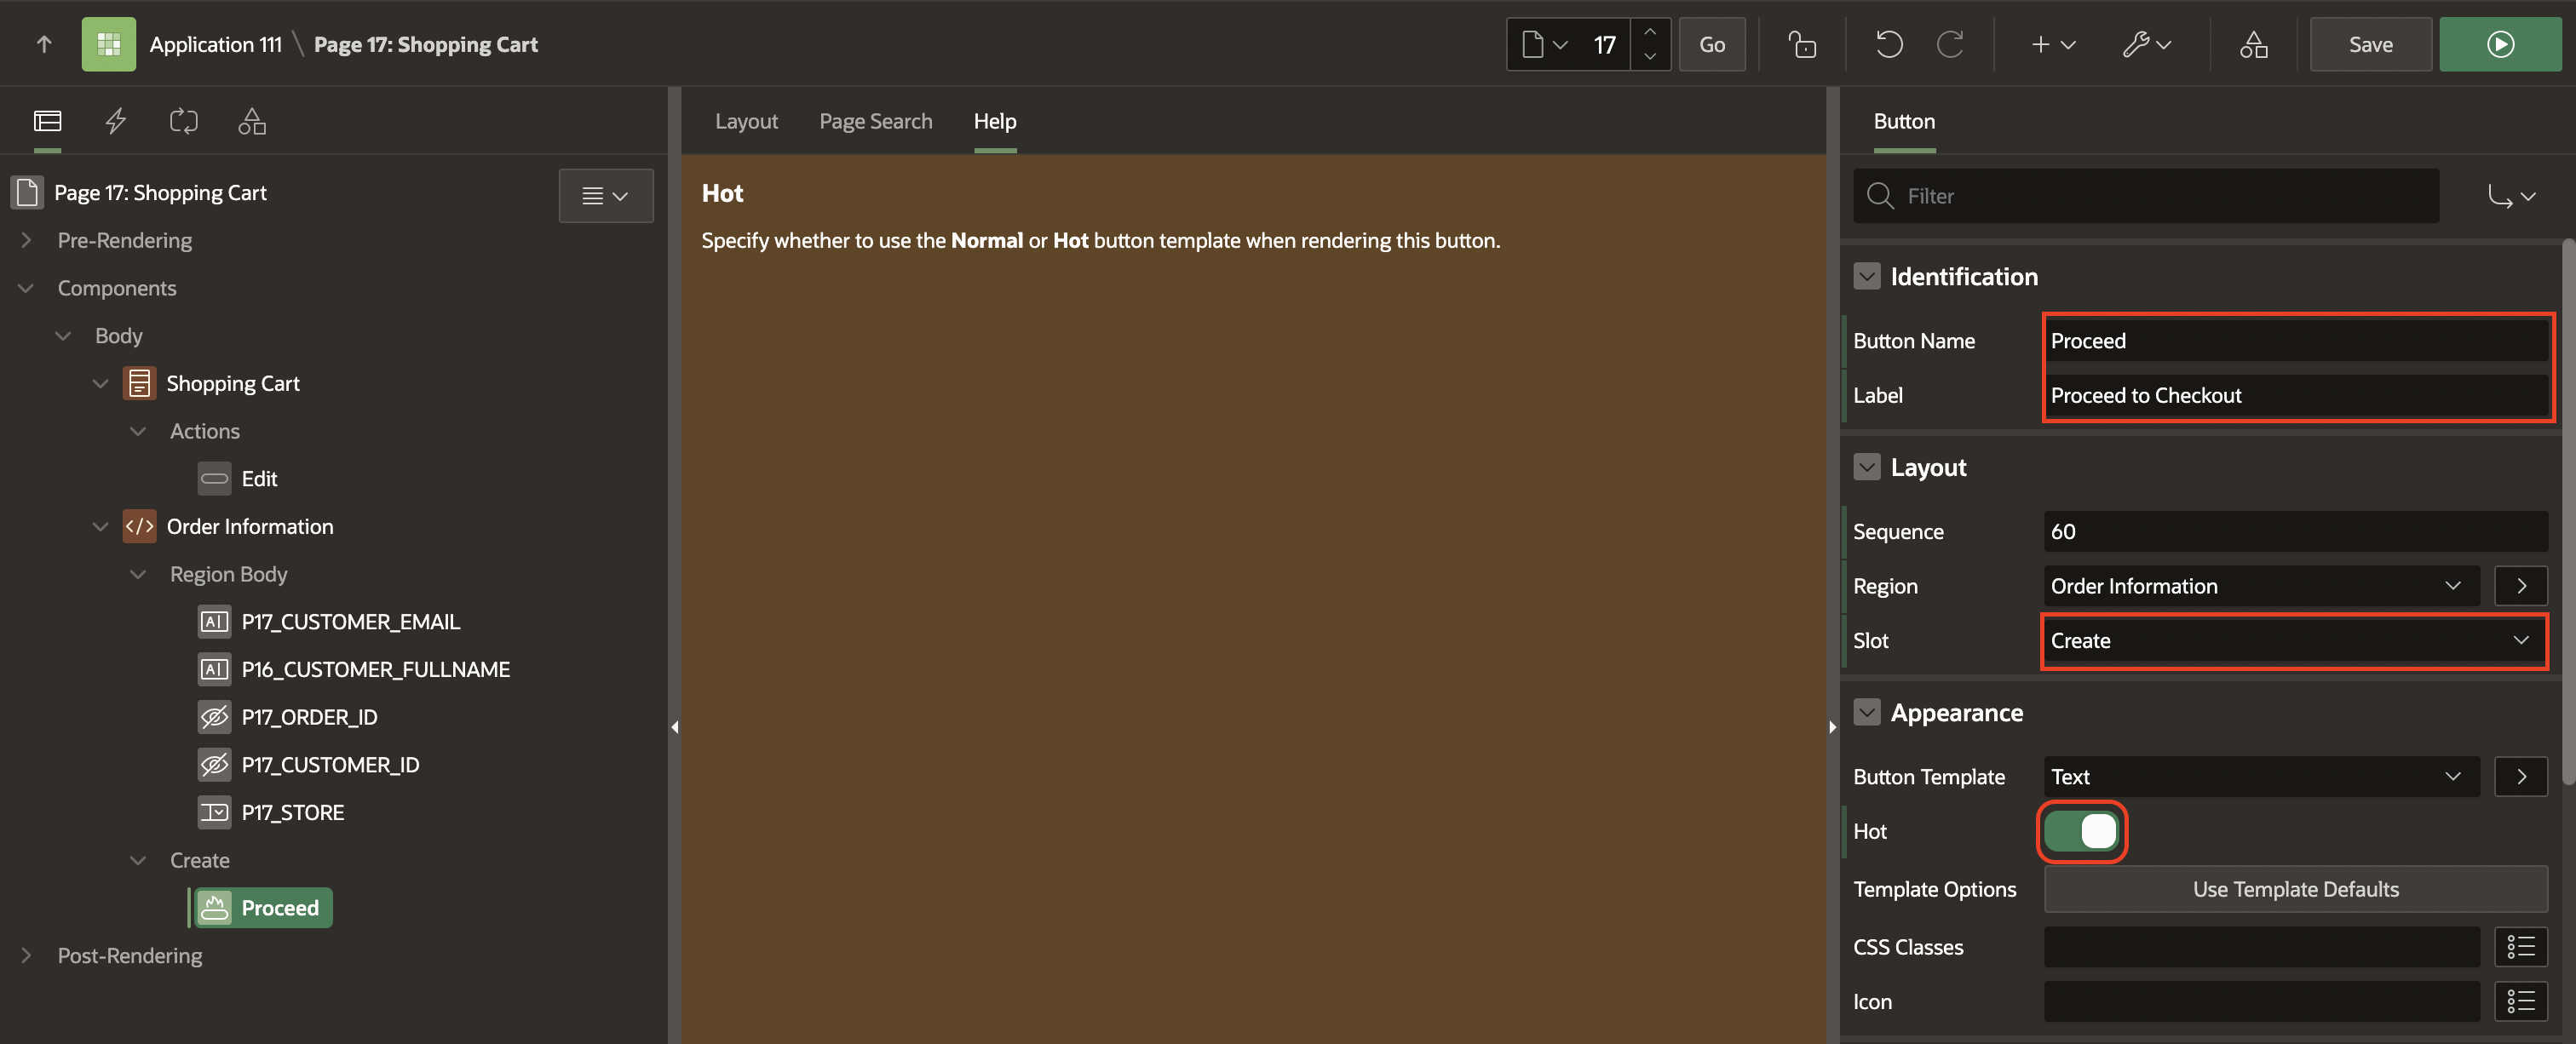 Application 111 \ Page 17: Shopping Cart
17
Go
Save
Layout
Page Search
Help
Button
Page 17: Shopping Cart
Pre-Rendering
Components
Body
Shopping Cart
Actions
Edit
Order Information
Region Body
P17_CUSTOMER_EMAIL
P16_CUSTOMER_FULLNAME
P17_ORDER_ID
P17_CUSTOMER_ID
P17_STORE
Create
Proceed
Post-Rendering
Hot
Specify whether to use the Normal or Hot button template when rendering this button.
Filter
Identification
Button Name
Proceed
Label
Proceed to Checkout
Layout
Sequence
60
Region
Order Information
Slot
Create
Appearance
Button Template
Text
Hot
Template Options
Use Template Defaults
CSS Classes
Icon